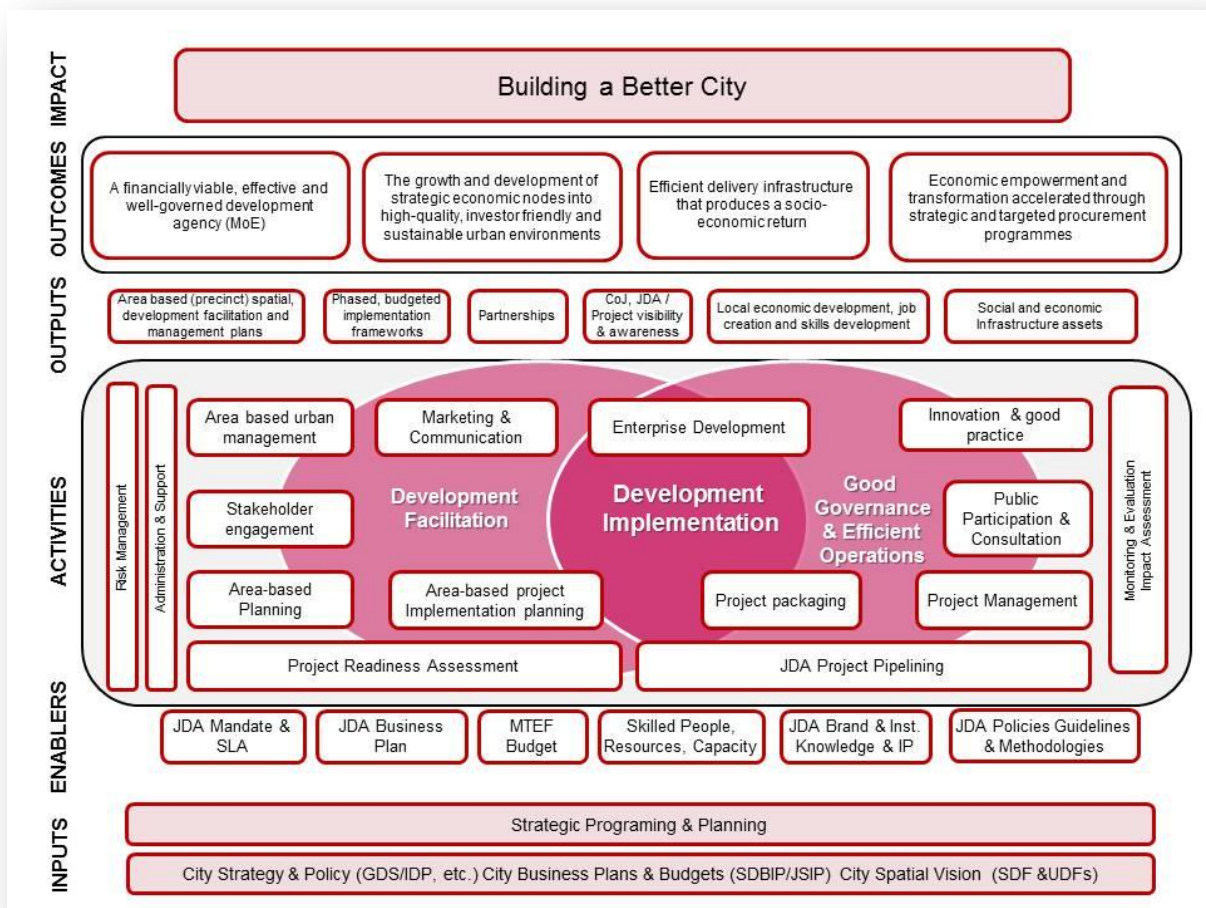 IMPACT
Building a Better City
OUTCOMES
A financially viable, effective and
well-governed development
agency (MoE)
The growth and development of
strategic economic nodes into
high-quality, investor friendly and
sustainable urban environments
Efficient delivery infrastructure
that produces a socio-
economic return
Economic empowerment and
transformation accelerated through
strategic and targeted procurement
programmes
OUTPUTS
Area based (precinct) spatial,
development facilitation and
management plans
Phased, budgeted
implementation
frameworks
Partnerships
CoJ, JDA /
Project visibility
& awareness
Local economic development, job
creation and skills development
Social and economic
Infrastructure assets
ACTIVITIES
Risk Management
Administration & Support
Area based urban
management
Marketing &
Communication
Enterprise Development
Innovation & good
practice
Stakeholder
engagement
Development
Facilitation
Development
Implementation
Good
Governance
& Efficient
Operations
Public
Participation &
Consultation
Area-based
Planning
Area-based project
Implementation planning
Project packaging
Project Management
Project Readiness Assessment
JDA Project Pipelining
Monitoring & Evaluation
Impact Assessment
ENABLERS
JDA Mandate &
SLA
JDA Business
Plan
MTEF
Budget
Skilled People,
Resources, Capacity
JDA Brand & Inst.
Knowledge & IP
JDA Policies Guidelines
& Methodologies
INPUTS
Strategic Programing & Planning
City Strategy & Policy (GDS/IDP, etc.) City Business Plans & Budgets (SDBIP/JSIP) City Spatial Vision (SDF &UDFs)